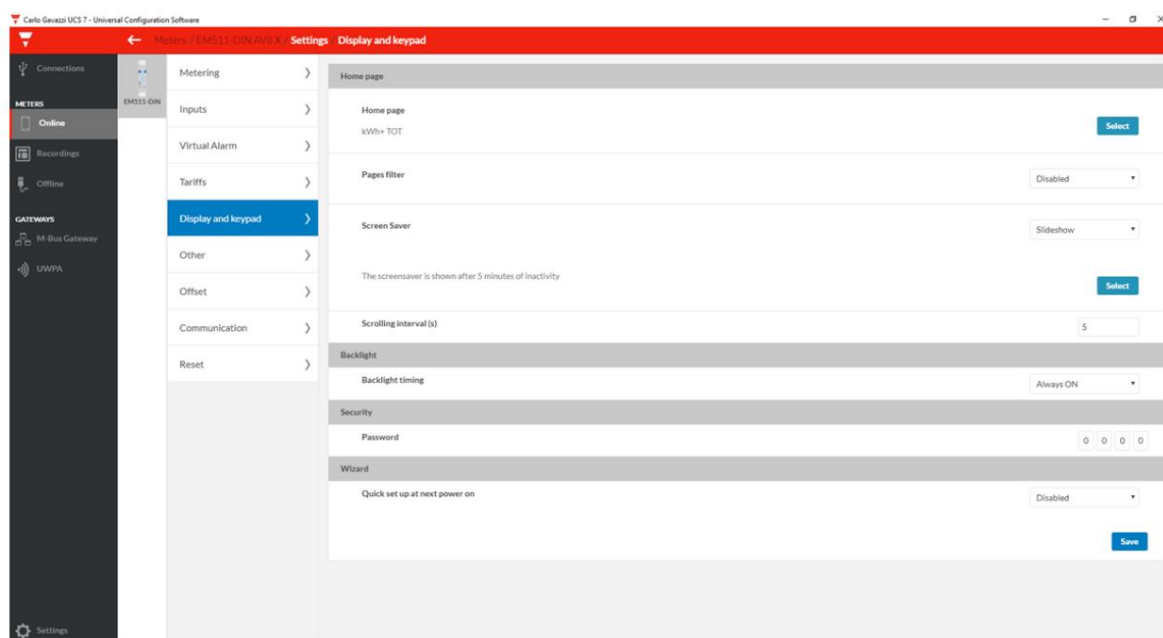 Carlo Gavazzi UCS 7 - Universal Configuration Software
Meters / EM511-DIN AV8 X / Settings / Display and keypad
Connections
METERS
Online
Recordings
Offline
GATEWAYS
M-Bus Gateway
UWPA
Settings
EM511-DIN
Metering
Inputs
Virtual Alarm
Tariffs
Display and keypad
Other
Offset
Communication
Reset
Home page
Home page
kWh+ TOT
Select
Pages filter
Disabled
Screen Saver
Slideshow
The screensaver is shown after 5 minutes of inactivity
Select
Scrolling interval (s)
5
Backlight
Backlight timing
Always ON
Security
Password
0 0 0 0
Wizard
Quick set up at next power on
Disabled
Save